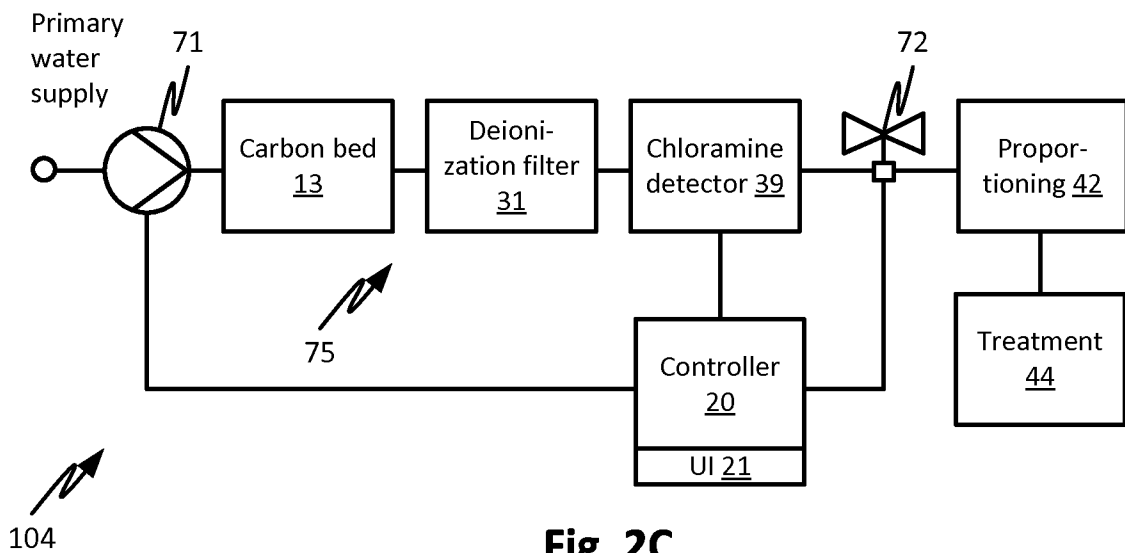 Primary
water
supply
71
72
Carbon bed
13
Deioni-
zation filter
31
Chloramine
detector 39
Propor-
tioning 42
75
Controller
20
UI 21
Treatment
44
104
Fig. 2C